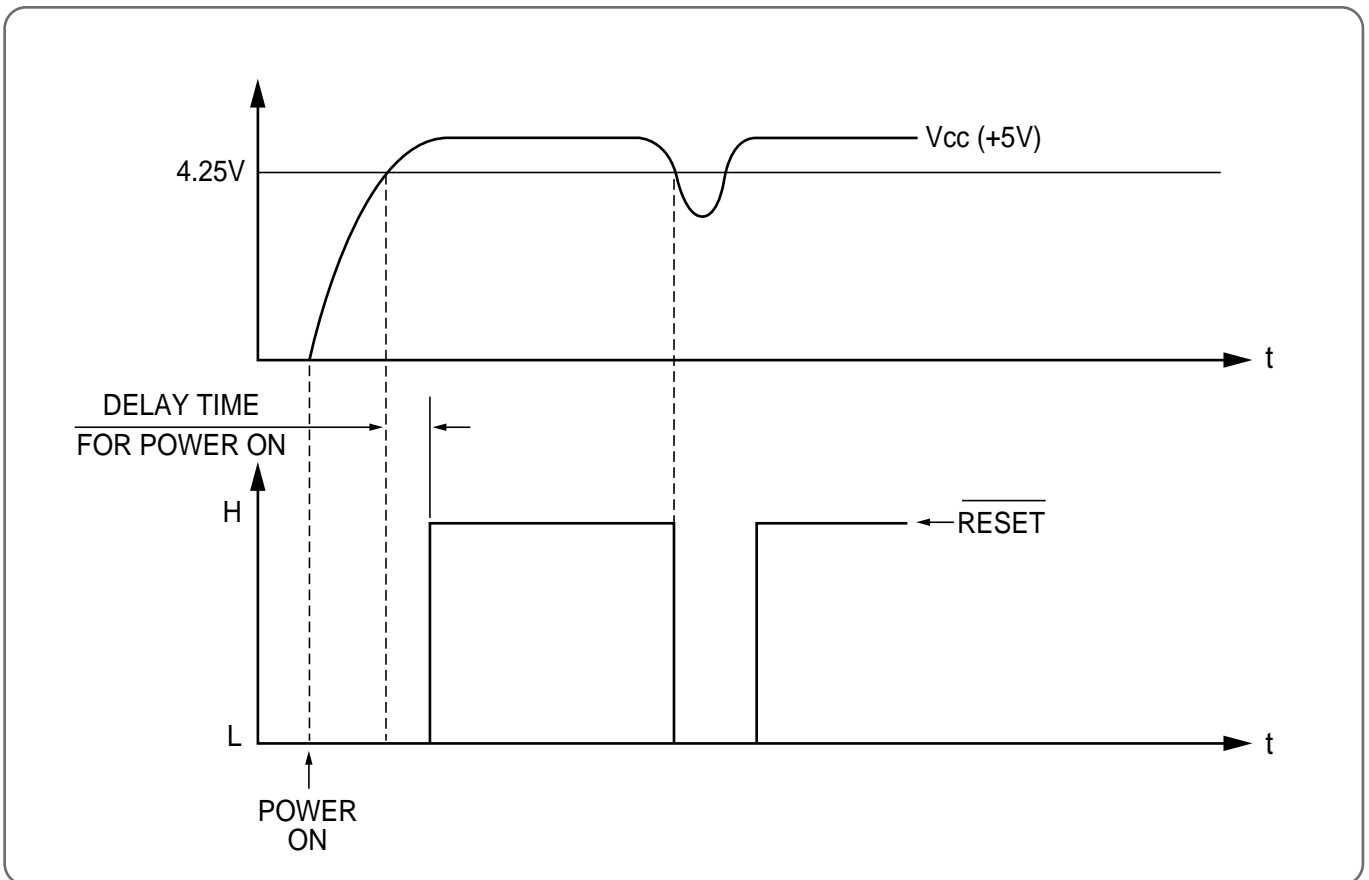 Vcc (+5V)
4.25V
t
DELAY TIME
FOR POWER ON
H
RESET
L
t
POWER
ON